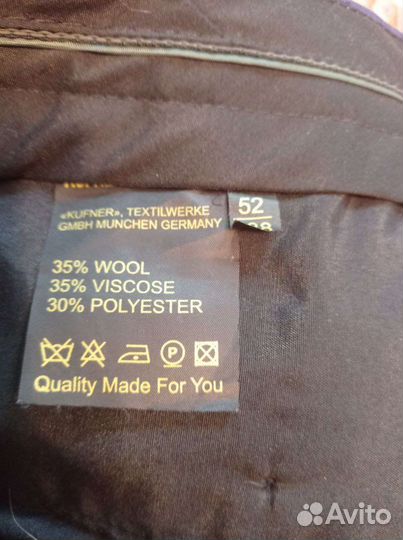 «KUFNER», TEXTILWERKE
GMBH MUNCHEN GERMANY
52
35% WOOL
35% VISCOSE
30% POLYESTER
P
Quality Made For You
Avito